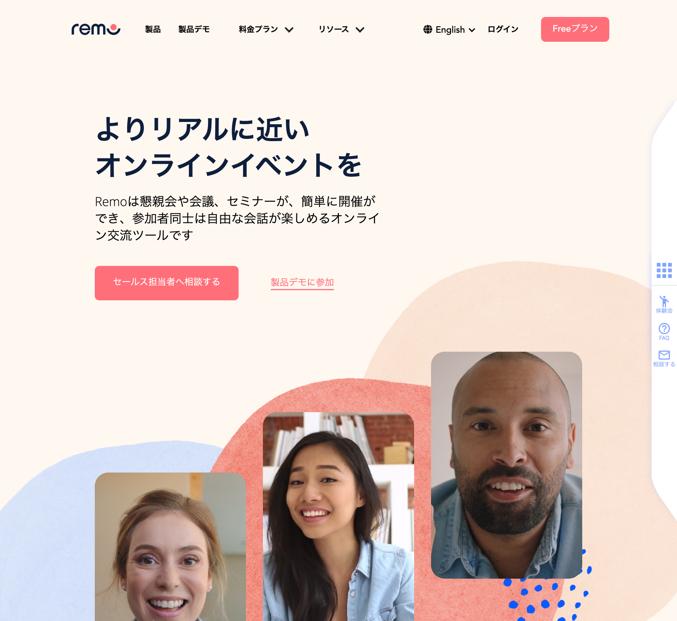 remo
製品
製品デモ
料金プラン
リソース
English
ログイン
Freeプラン
よりリアルに近い
オンラインイベントを
Remoは懇親会や会議、セミナーが、簡単に開催が
でき、参加者同士は自由な会話が楽しめるオンライ
ン交流ツールです
セールス担当者へ相談する
製品デモに参加
体験会
FAQ
相談する